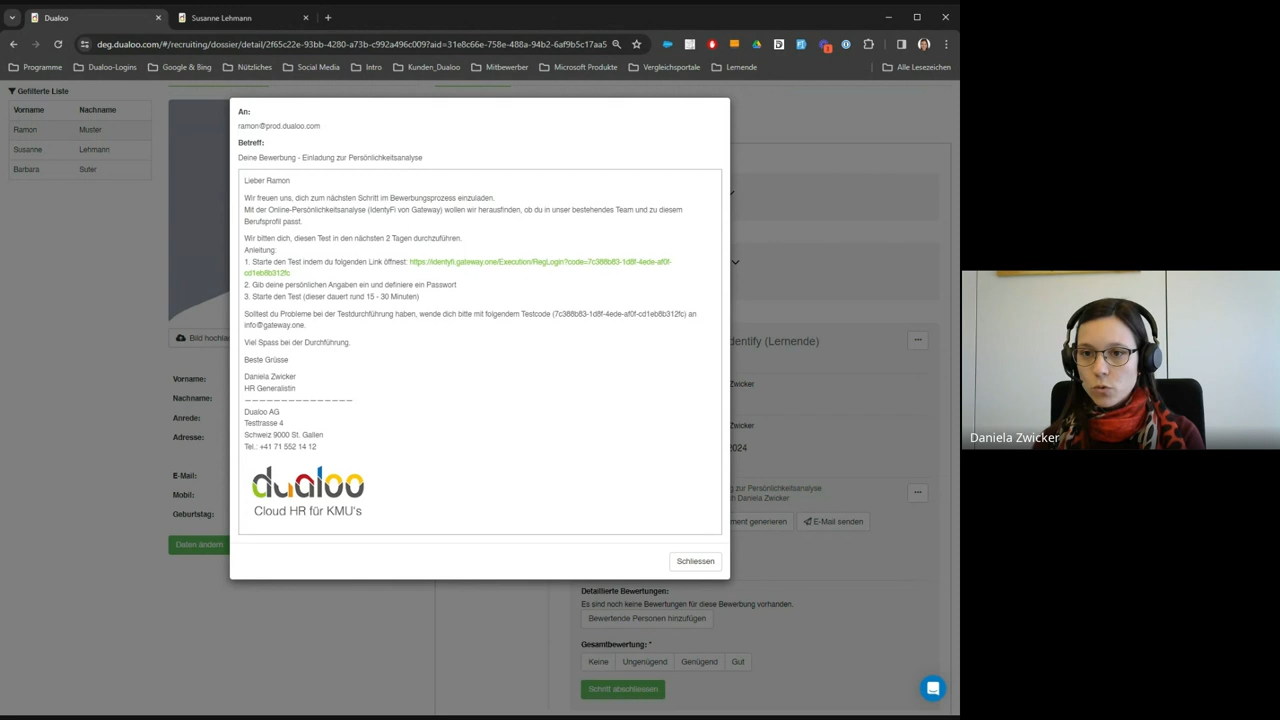 Dualoo
Susanne Lehmann
deg.dualoo.com/#/recruiting/dossier/detail/2f65c22e-93bb-4280-a73b-c992a496c009?aid=31e8c66e-758e-488a-94b2-6af9b5c17aa5
Programme
Dualoo-Logins
Google & Bing
Nützliches
Social Media
Intro
Kunden_Dualoo
Mitbewerber
Microsoft Produkte
Vergleichsportale
Lernende
Alle Lesezeichen
Gefilterte Liste
Vorname Nachname
Ramon Muster
Susanne Lehmann
Barbara Suter
An:
ramon@prod.dualoo.com
Betreff:
Deine Bewerbung - Einladung zur Persönlichkeitsanalyse
Lieber Ramon
Wir freuen uns, dich zum nächsten Schritt im Bewerbungsprozess einzuladen.
Mit der Online-Persönlichkeitsanalyse (IdentyFi von Gateway) wollen wir herausfinden, ob du in unser bestehendes Team und zu diesem
Berufsprofil passt.
Wir bitten dich, diesen Test in den nächsten 2 Tagen durchzuführen.
Anleitung:
1. Starte den Test indem du folgenden Link öffnest: https://identyfi.gateway.one/Execution/RegLogin?code=7c388b83-1d8f-4ede-af0f-
cd1eb8b312fc
2. Gib deine persönlichen Angaben ein und definiere ein Passwort
3. Starte den Test (dieser dauert rund 15 - 30 Minuten)
Solltest du Probleme bei der Testdurchführung haben, wende dich bitte mit folgendem Testcode (7c388b83-1d8f-4ede-af0f-cd1eb8b312fc) an
info@gateway.one.
Viel Spass bei der Durchführung.
Beste Grüsse
Daniela Zwicker
HR Generalistin
———————————————
Dualoo AG
Testtrasse 4
Schweiz 9000 St. Gallen
Tel.: +41 71 552 14 12
dualoo
Cloud HR für KMU's
Schliessen
Bild hochla
Vorname:
Nachname:
Anrede:
Adresse:
E-Mail:
Mobil:
Geburtstag:
Daten ändern
dentify (Lernende)
Zwicker
Zwicker
2024
g zur Persönlichkeitsanalyse
ch Daniela Zwicker
ment generieren
E-Mail senden
Detaillierte Bewertungen:
Es sind noch keine Bewertungen für diese Bewerbung vorhanden.
Bewertende Personen hinzufügen
Gesamtbewertung: *
Keine Ungenügend Genügend Gut
Schritt abschliessen
Daniela Zwicker